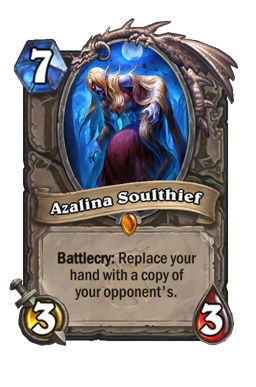 7
Azalina Soulthief
Battlecry: Replace your
hand with a copy of
your opponent's.
3
3